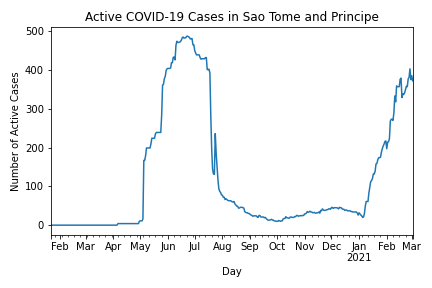 Active COVID-19 Cases in Sao Tome and Principe
Number of Active Cases
500
400
300
200
100
0
Feb Mar Apr May Jun Jul Aug Sep Oct Nov Dec Jan Feb Mar
2021
Day